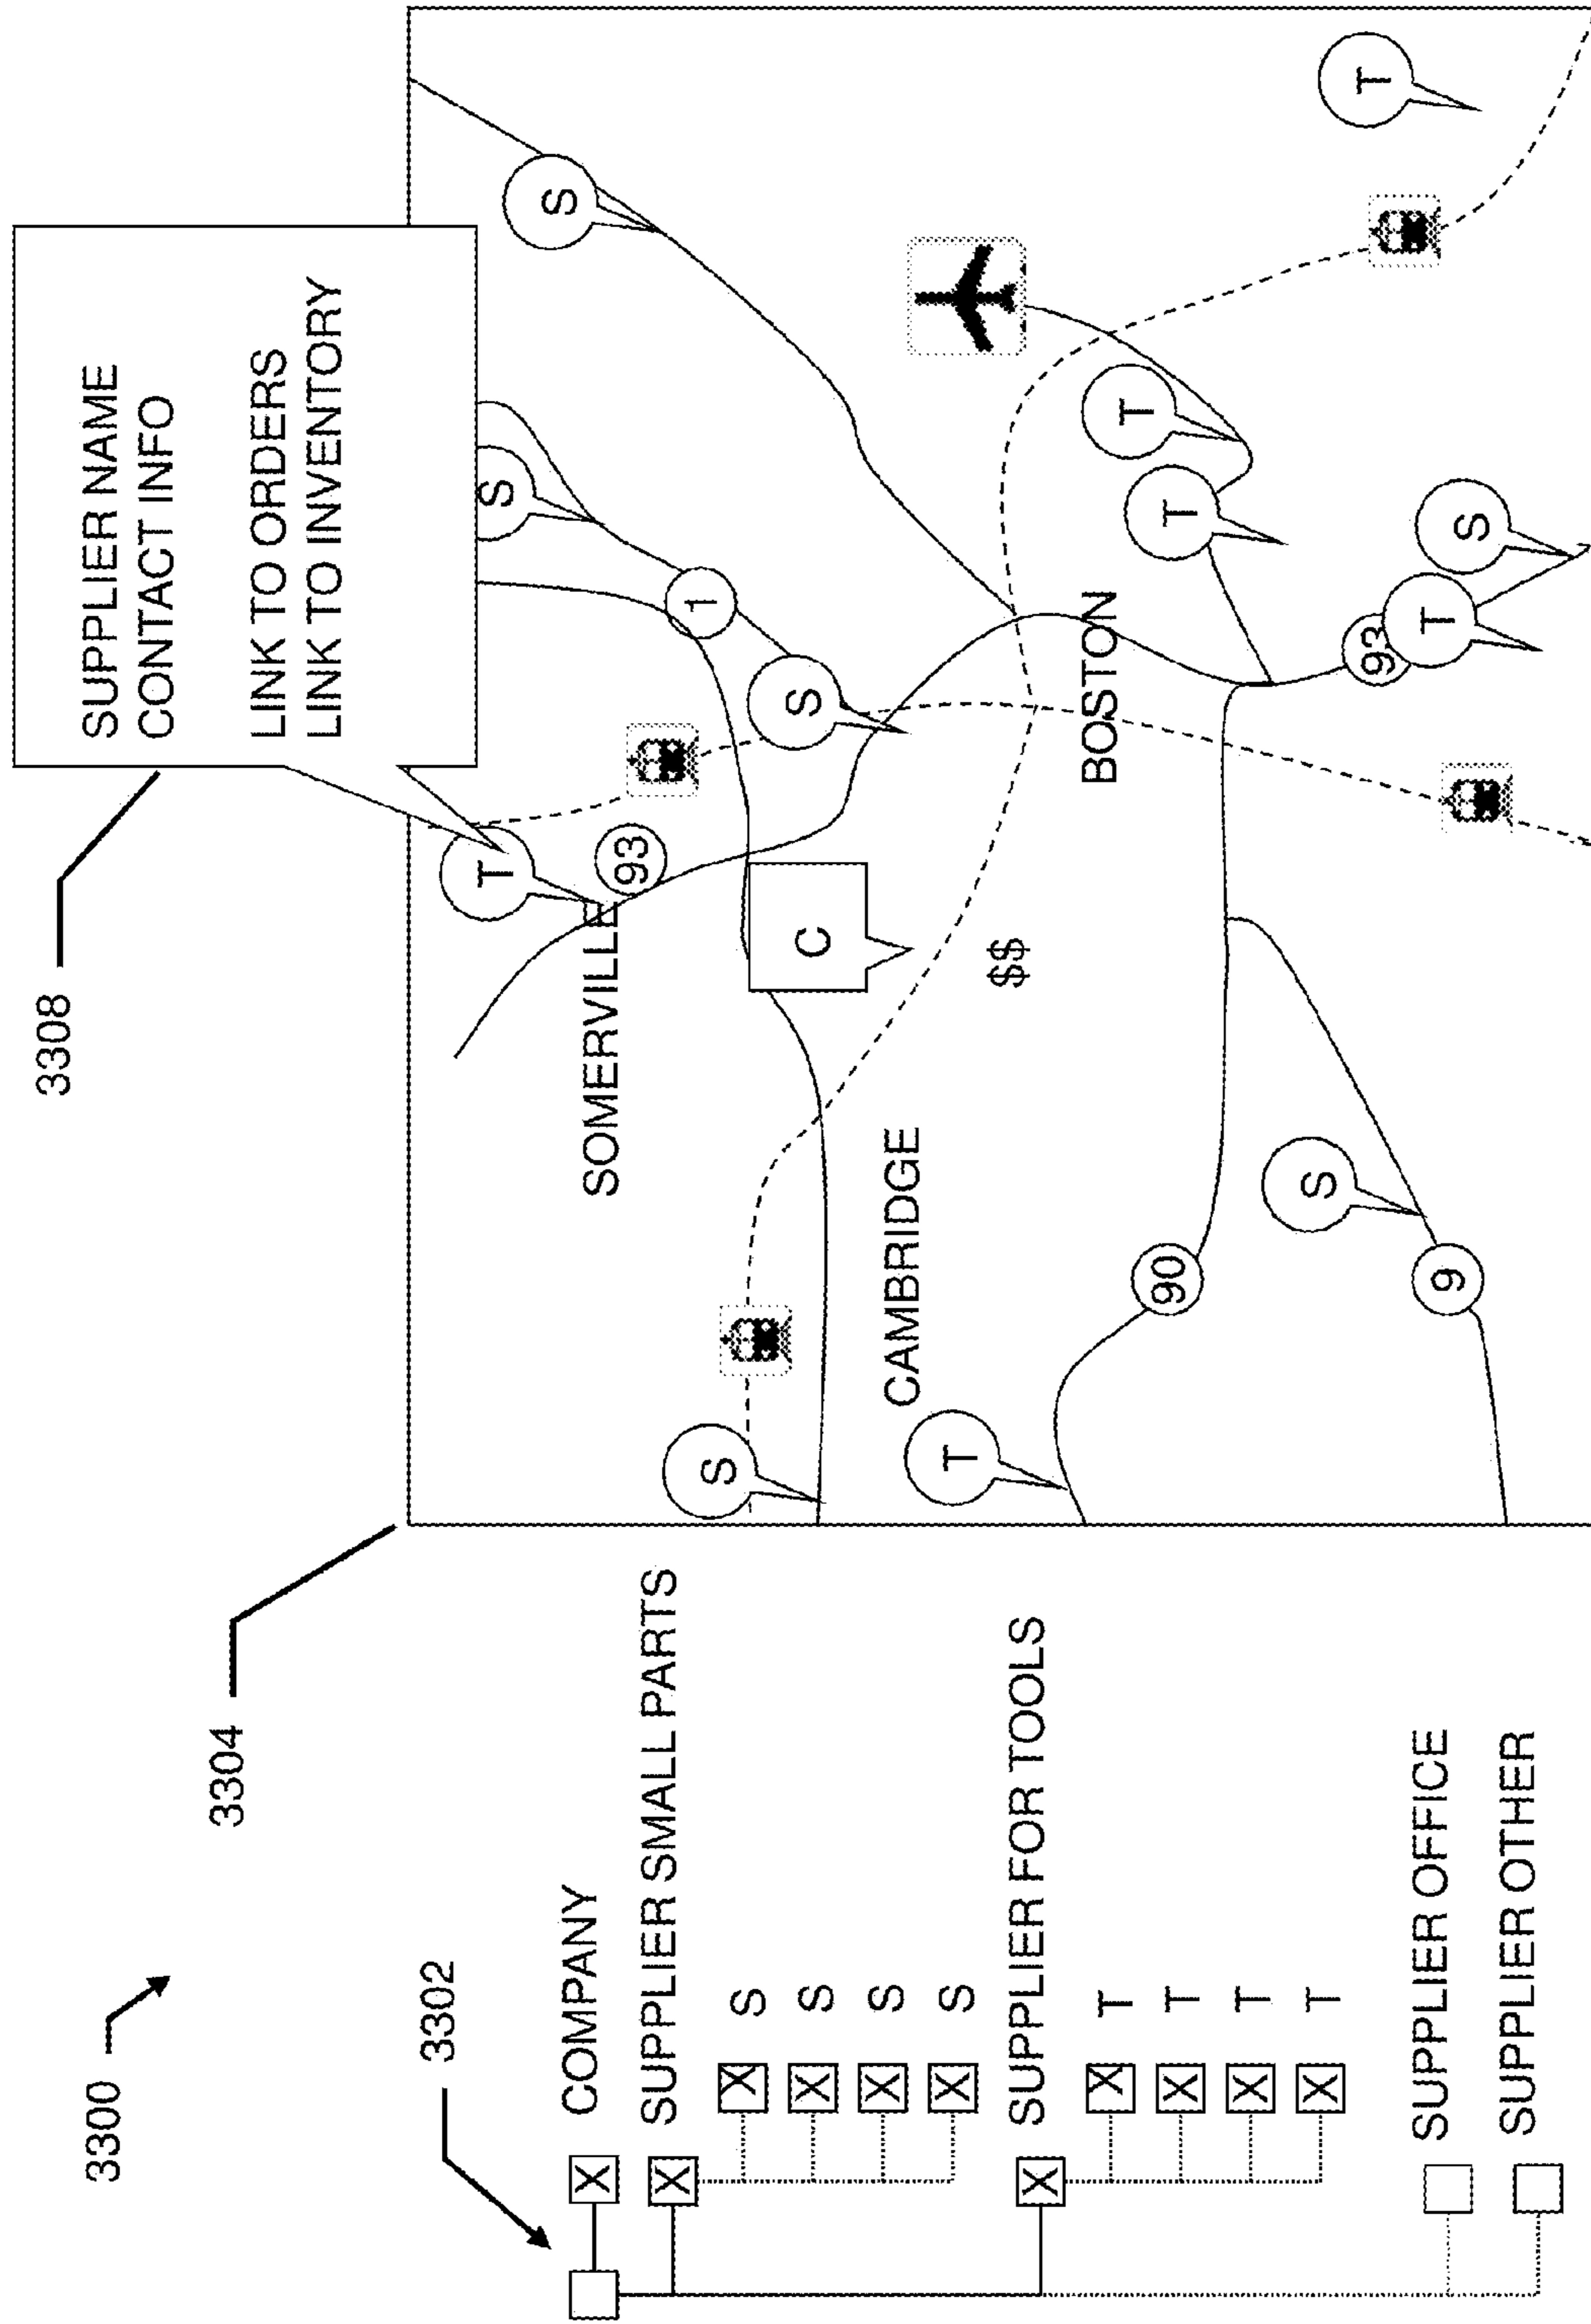 3300
3302
3304
3308
COMPANY
SUPPLIER SMALL PARTS
S
S
S
S
SUPPLIER FOR TOOLS
T
T
T
T
SUPPLIER OFFICE
SUPPLIER OTHER
SUPPLIER NAME
CONTACT INFO
LINK TO ORDERS
LINK TO INVENTORY
T
S
S
SOMERVILLE
93
1
S
S
C
T
CAMBRIDGE
$$
BOSTON
T
T
T
90
S
93
T
S
9